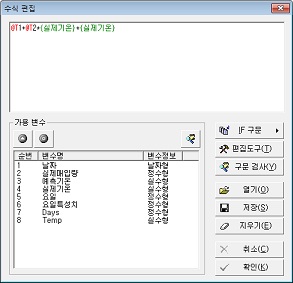 수식 편집
@T1+@T2*(실제기온)+(실제기온)
가용 변수
순번 변수명 변수정보
1 날짜 날짜형
2 실제매입량 정수형
3 예측기온 실수형
4 실제기온 실수형
5 요일 정수형
6 요일특성치 정수형
7 Days 정수형
8 Temp 실수형
IF 구문
편집도구(T)
구문 검사(Y)
열기(O)
저장(S)
지우기(E)
취소(C)
확인(K)